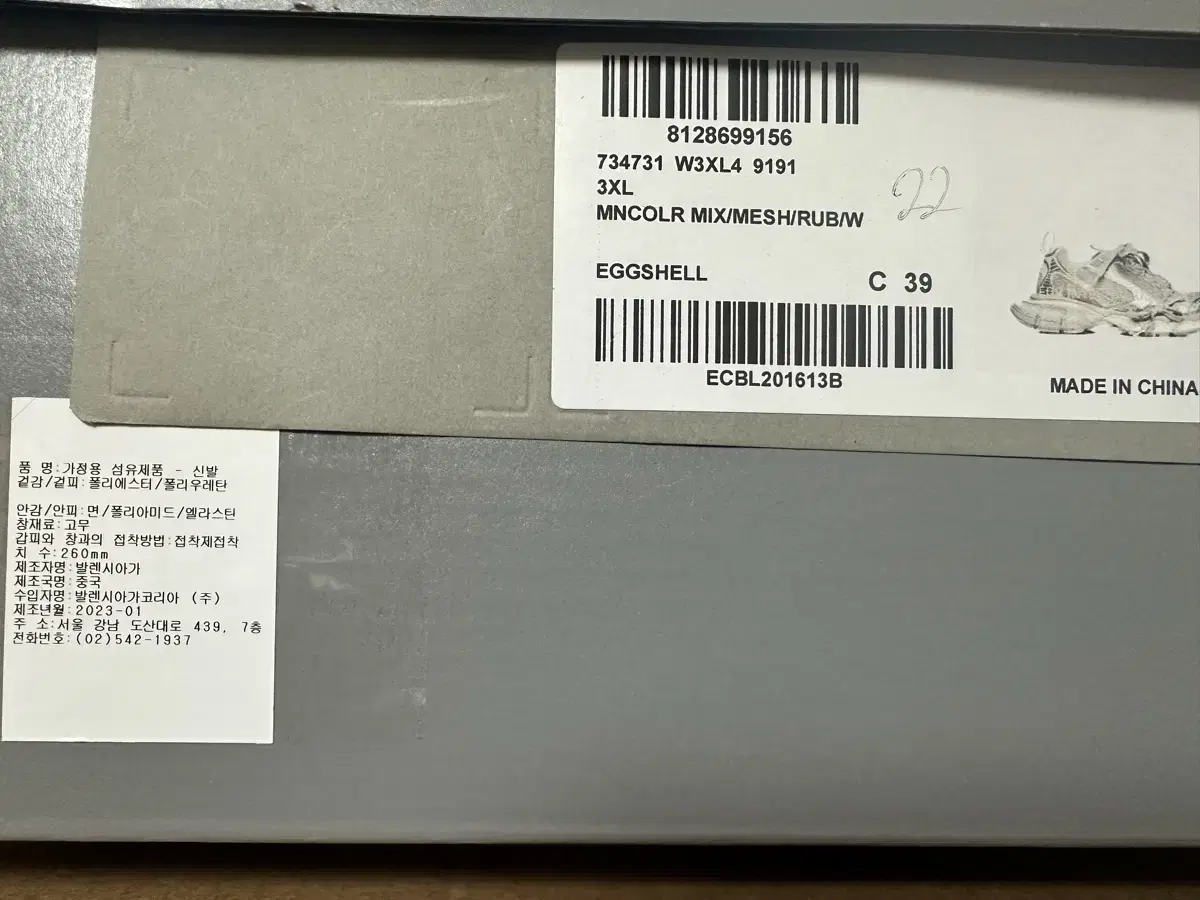 8128699156
734731 W3XL4 9191
3XL
MNCOLR MIX/MESH/RUB/W
22
EGGSHELL
C 39
ECBL201613B
MADE IN CHINA
품 명:가정용 섬유제품 - 신발
겉감/겉피:폴리에스터/폴리우레탄
안감/안피:면/폴리아미드/엘라스틴
창재료:고무
갑피와 창과의 접착방법:접착제접착
치 수:260mm
제조자명:발렌시아가
제조국명:중국
수입자명:발렌시아가코리아 (주)
제조년월:2023-01
주 소:서울 강남 도산대로 439, 7층
전화번호:(02)542-1937